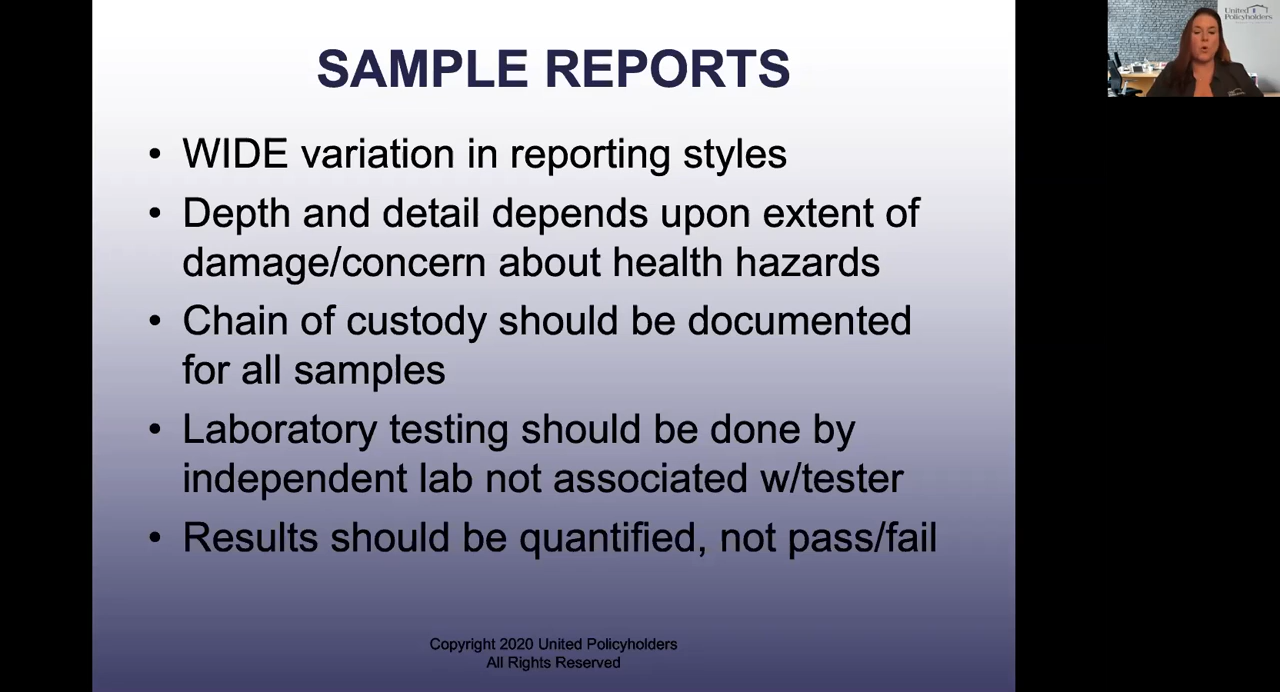 SAMPLE REPORTS
• WIDE variation in reporting styles
• Depth and detail depends upon extent of
damage/concern about health hazards
• Chain of custody should be documented
for all samples
• Laboratory testing should be done by
independent lab not associated w/tester
• Results should be quantified, not pass/fail
Copyright 2020 United Policyholders
All Rights Reserved
United
Policyholders